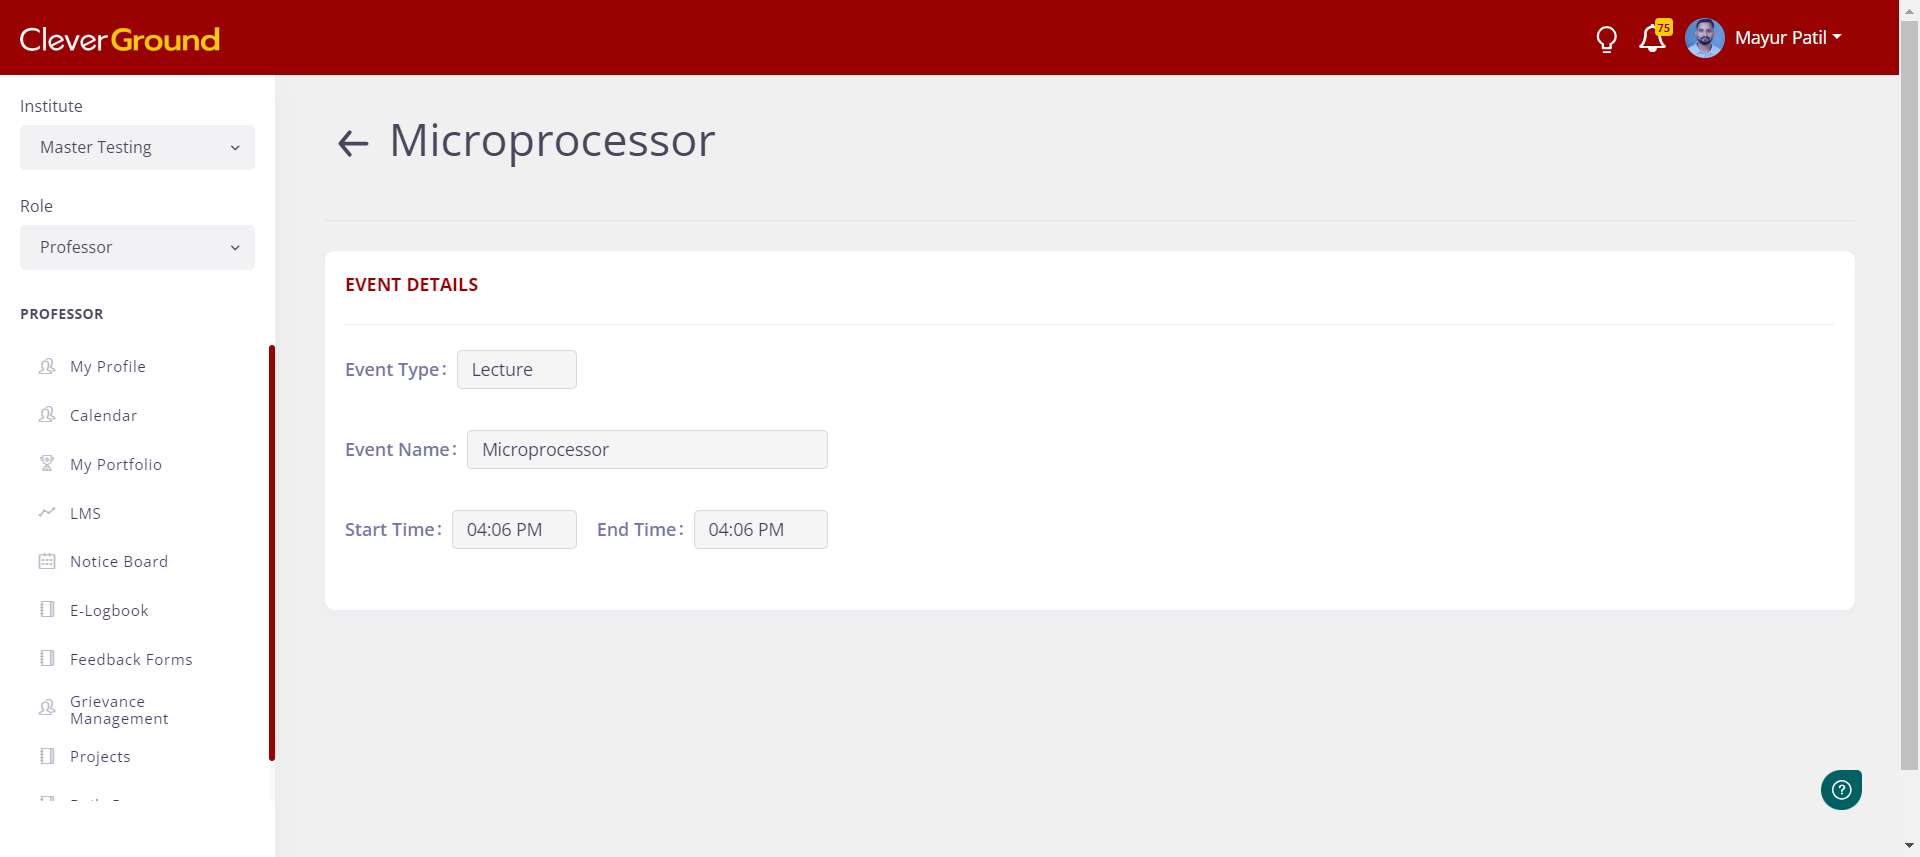 CleverGround
75
Mayur Patil
Institute
Master Testing
Role
Professor
PROFESSOR
My Profile
Calendar
My Portfolio
LMS
Notice Board
E-Logbook
Feedback Forms
Grievance
Management
Projects
Microprocessor
EVENT DETAILS
Event Type: Lecture
Event Name: Microprocessor
Start Time: 04:06 PM End Time: 04:06 PM
?